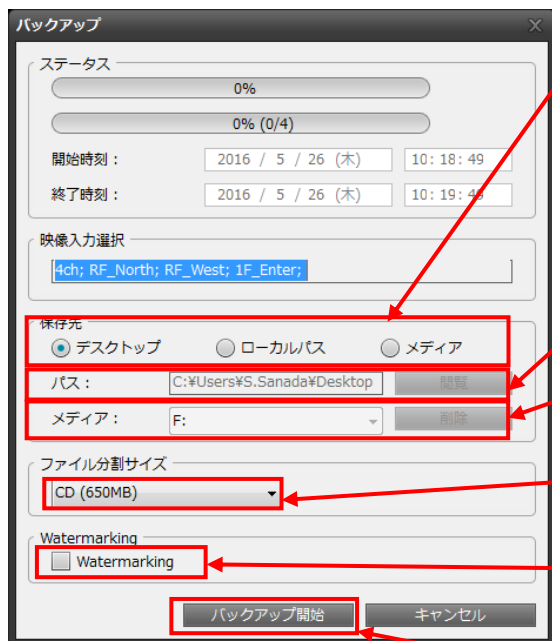 バックアップ
ステータス
0%
0% (0/4)
開始時刻： 2016 / 5 / 26 (木) 10:18:49
終了時刻： 2016 / 5 / 26 (木) 10:19:49
映像入力選択
4ch; RF_North; RF_West; 1F_Enter;
保存先
デスクトップ ローカルパス メディア
パス： C:¥Users¥S.Sanada¥Desktop 閲覧
メディア： F: 削除
ファイル分割サイズ
CD (650MB)
Watermarking
Watermarking
バックアップ開始 キャンセル